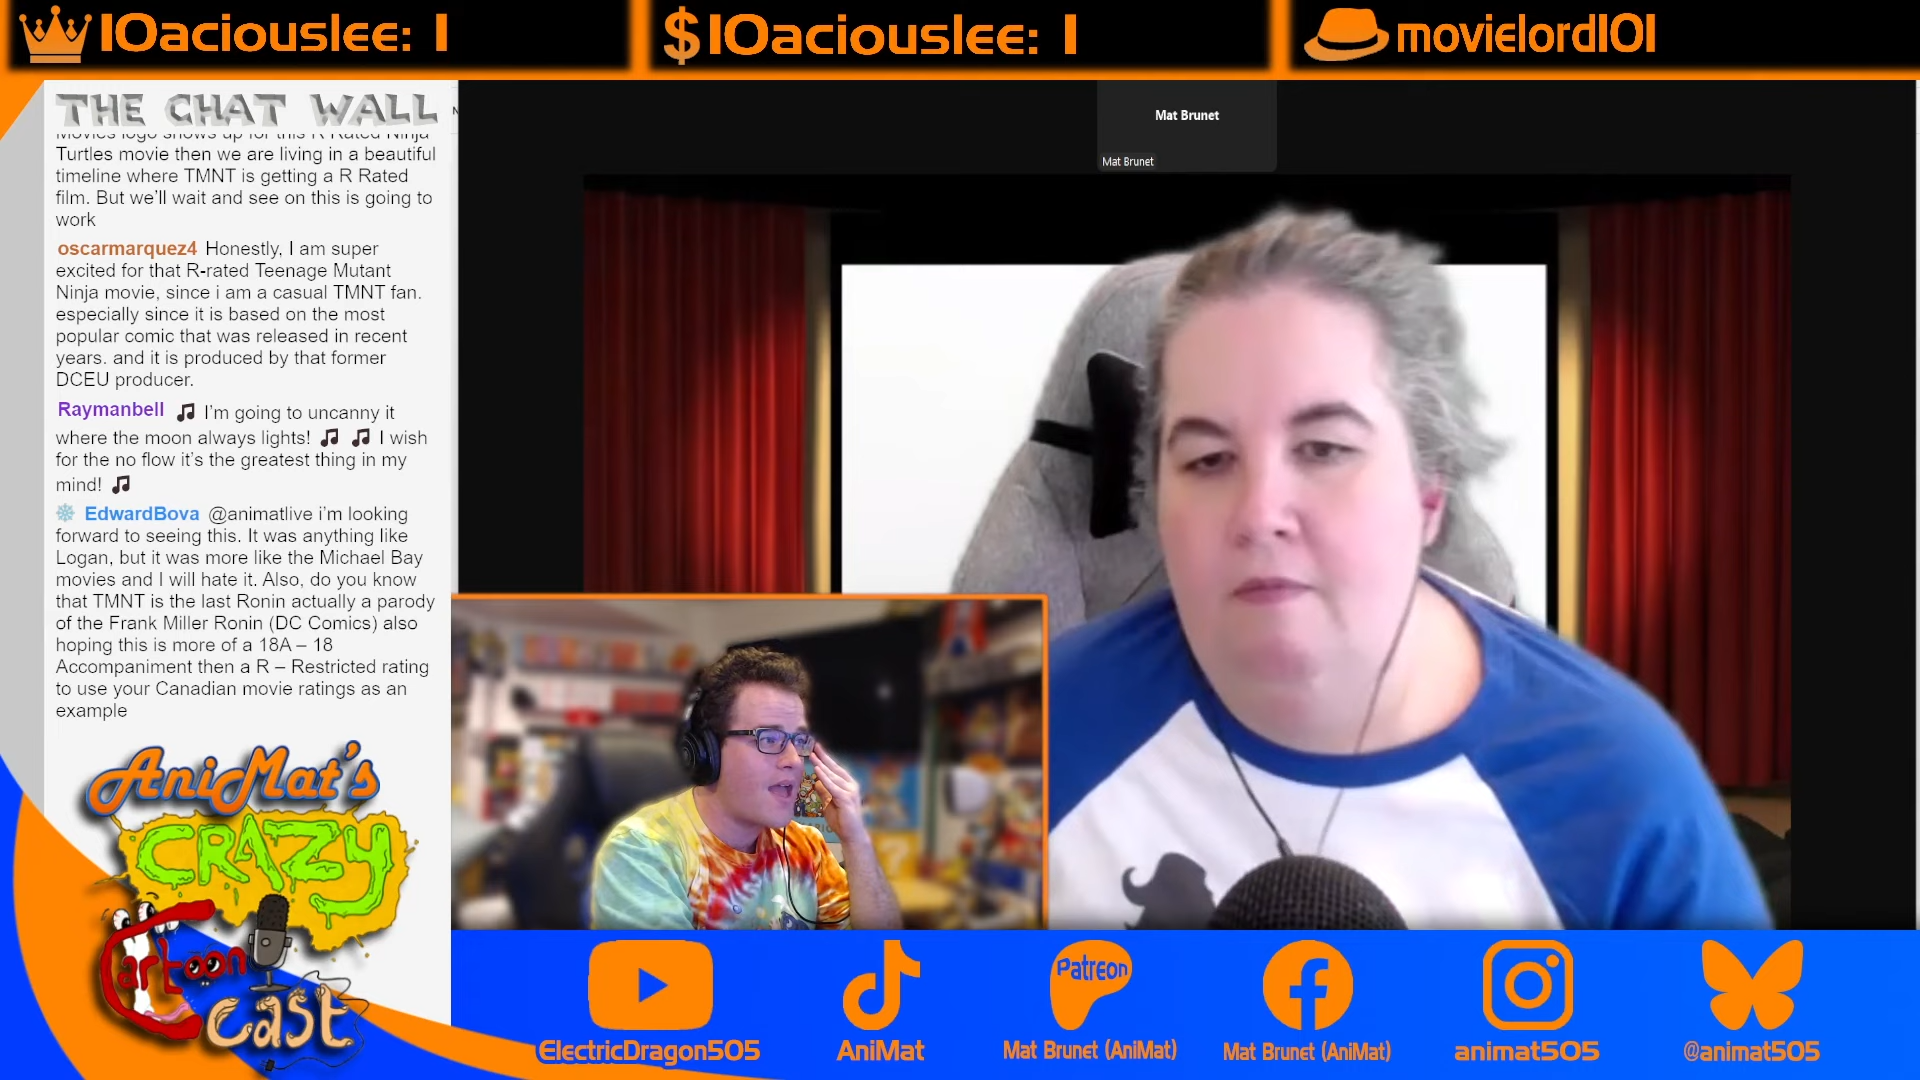 10aciouslee: 1
$10aciouslee: 1
movielord101
THE CHAT WALL
Movies logo shows up for this R Rated Ninja
Turtles movie then we are living in a beautiful
timeline where TMNT is getting a R Rated
film. But we'll wait and see on this is going to
work
oscarmarquez4 Honestly, I am super
excited for that R-rated Teenage Mutant
Ninja movie, since i am a casual TMNT fan.
especially since it is based on the most
popular comic that was released in recent
years. and it is produced by that former
DCEU producer.
Raymanbell 🎵 I'm going to uncanny it
where the moon always lights! 🎵 🎵 I wish
for the no flow it's the greatest thing in my
mind! 🎵
EdwardBova @animatlive i'm looking
forward to seeing this. It was anything like
Logan, but it was more like the Michael Bay
movies and I will hate it. Also, do you know
that TMNT is the last Ronin actually a parody
of the Frank Miller Ronin (DC Comics) also
hoping this is more of a 18A – 18
Accompaniment then a R – Restricted rating
to use your Canadian movie ratings as an
example
Mat Brunet
Mat Brunet
AniMat's
CRAZY
Cartoon
Cast
Patreon
ElectricDragon505
AniMat
Mat Brunet (AniMat)
Mat Brunet (AniMat)
animat505
@animat505